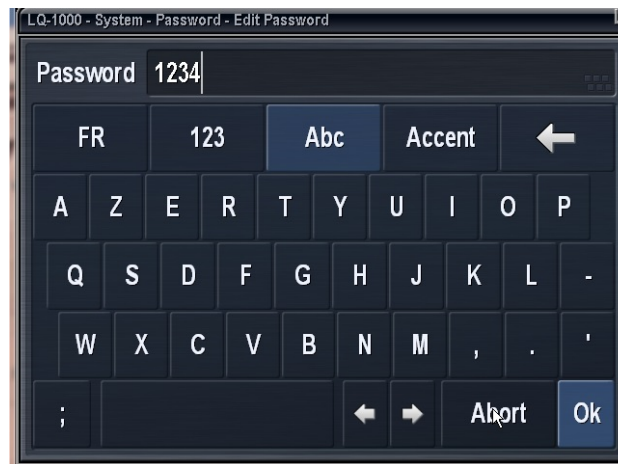 LQ-1000 - System - Password - Edit Password
Password 1234
FR 123 Abc Accent
A Z E R T Y U I O P
Q S D F G H J K L -
W X C V B N M , . '
; Abort Ok